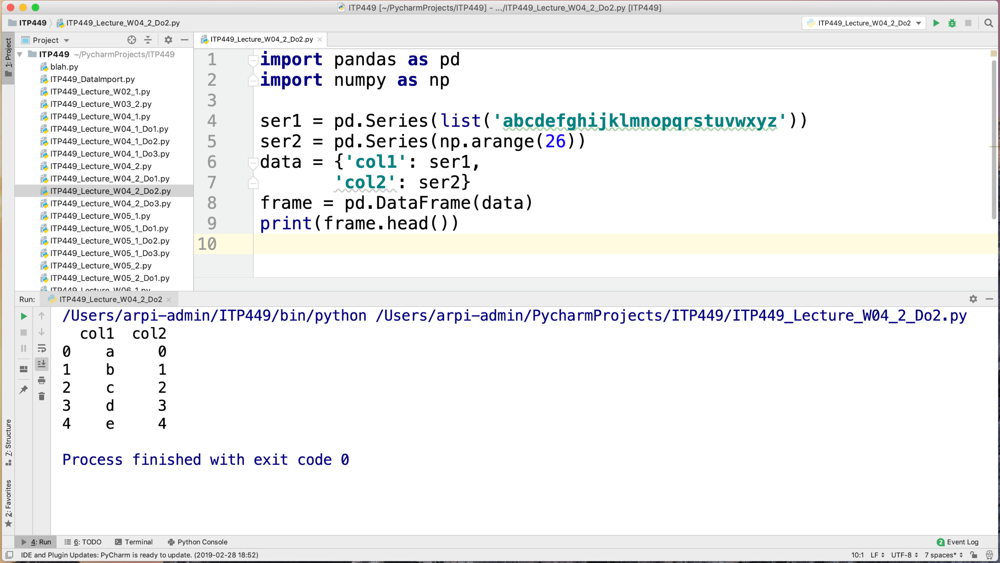 ITP449 [~/PycharmProjects/ITP449] - .../ITP449_Lecture_W04_2_Do2.py [ITP449]
ITP449 ITP449_Lecture_W04_2_Do2.py
ITP449_Lecture_W04_2_Do2
1: Project
Project
ITP449 ~/PycharmProjects/ITP449
blah.py
ITP449_DataImport.py
ITP449_Lecture_W02_1.py
ITP449_Lecture_W03_2.py
ITP449_Lecture_W04_1.py
ITP449_Lecture_W04_1_Do1.py
ITP449_Lecture_W04_1_Do2.py
ITP449_Lecture_W04_1_Do3.py
ITP449_Lecture_W04_2.py
ITP449_Lecture_W04_2_Do1.py
ITP449_Lecture_W04_2_Do2.py
ITP449_Lecture_W04_2_Do3.py
ITP449_Lecture_W05_1.py
ITP449_Lecture_W05_1_Do1.py
ITP449_Lecture_W05_1_Do2.py
ITP449_Lecture_W05_1_Do3.py
ITP449_Lecture_W05_2.py
ITP449_Lecture_W05_2_Do1.py
ITP449_Lecture_W06_1.py
ITP449_Lecture_W04_2_Do2.py
1 import pandas as pd
2 import numpy as np
3
4 ser1 = pd.Series(list('abcdefghijklmnopqrstuvwxyz'))
5 ser2 = pd.Series(np.arange(26))
6 data = {'col1': ser1,
7 'col2': ser2}
8 frame = pd.DataFrame(data)
9 print(frame.head())
10
Run: ITP449_Lecture_W04_2_Do2
/Users/arpi-admin/ITP449/bin/python /Users/arpi-admin/PycharmProjects/ITP449/ITP449_Lecture_W04_2_Do2.py
col1 col2
0 a 0
1 b 1
2 c 2
3 d 3
4 e 4
Process finished with exit code 0
7: Structure
2: Favorites
4: Run 6: TODO Terminal Python Console
2 Event Log
IDE and Plugin Updates: PyCharm is ready to update. (2019-02-28 18:52)
10:1 LF UTF-8 7 spaces*